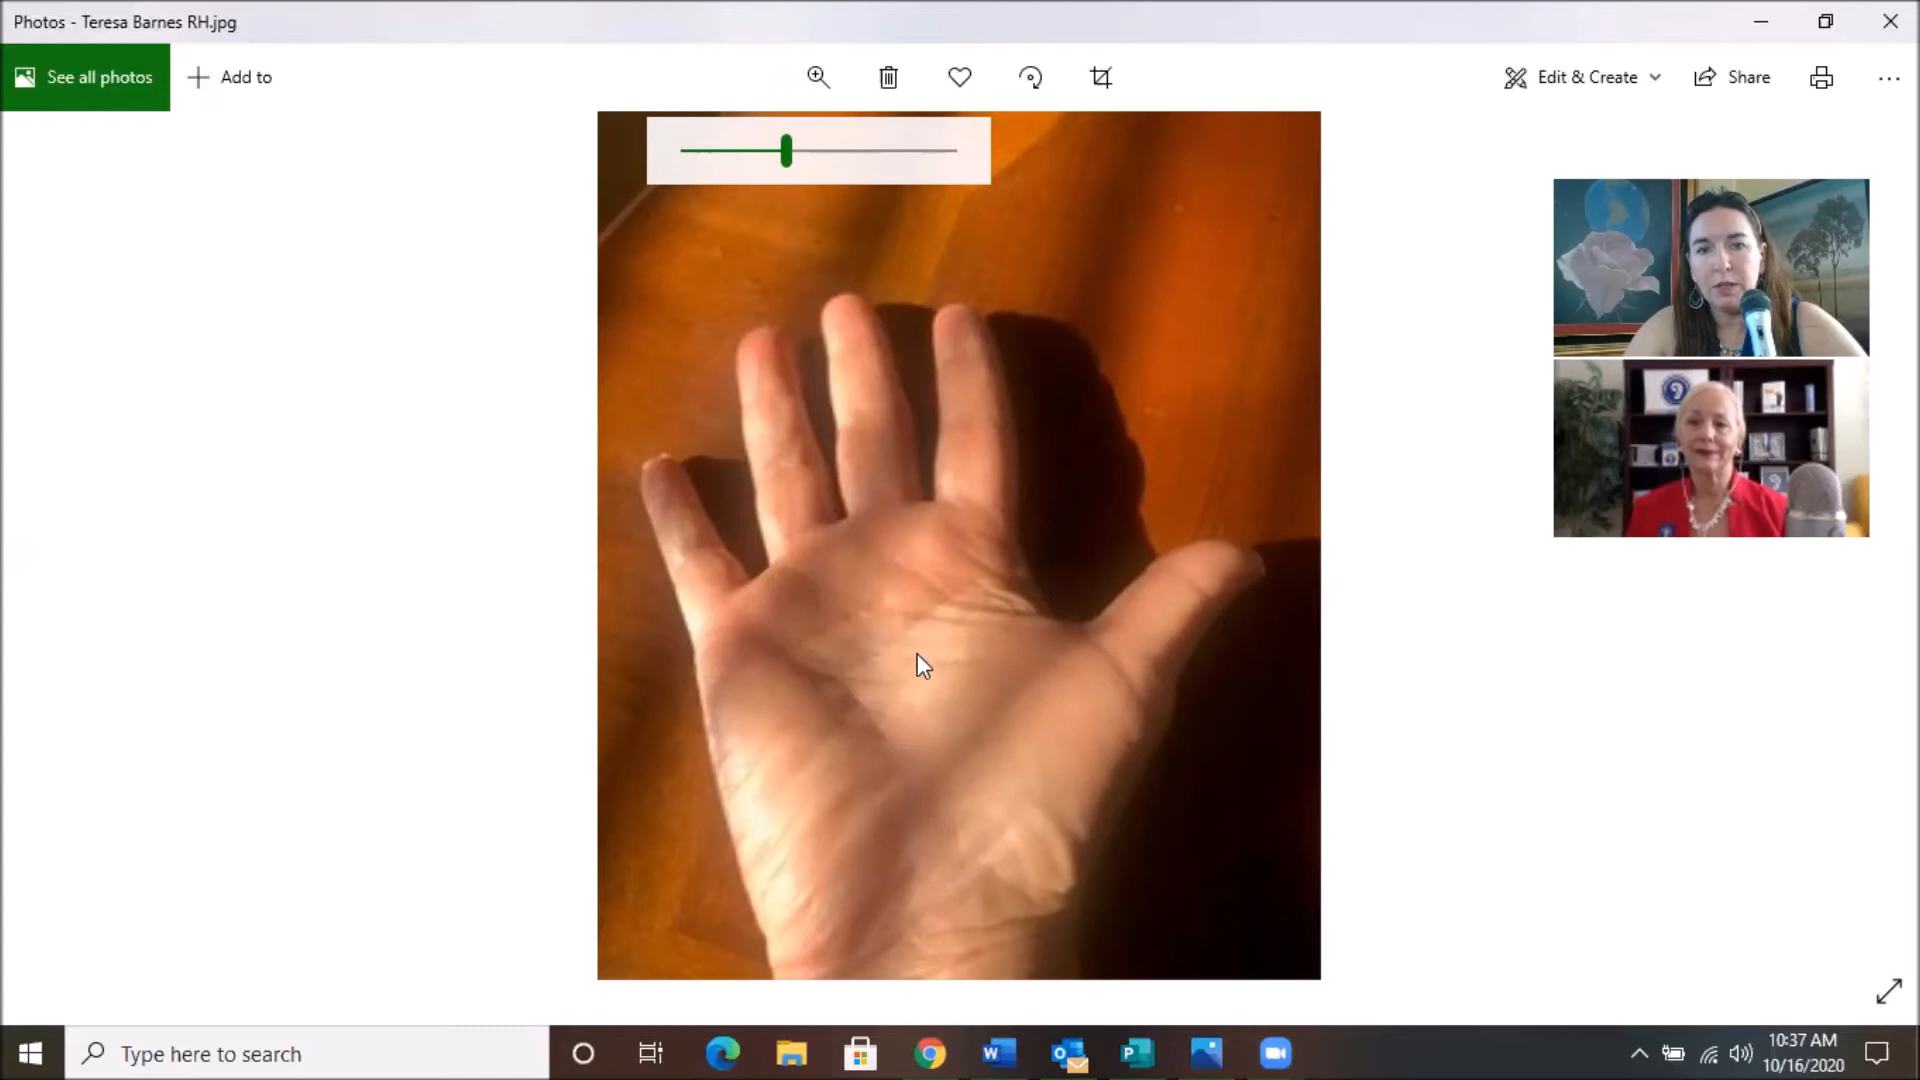 Photos - Teresa Barnes RH.jpg
See all photos
Add to
Edit & Create
Share
Type here to search
10:37 AM
10/16/2020